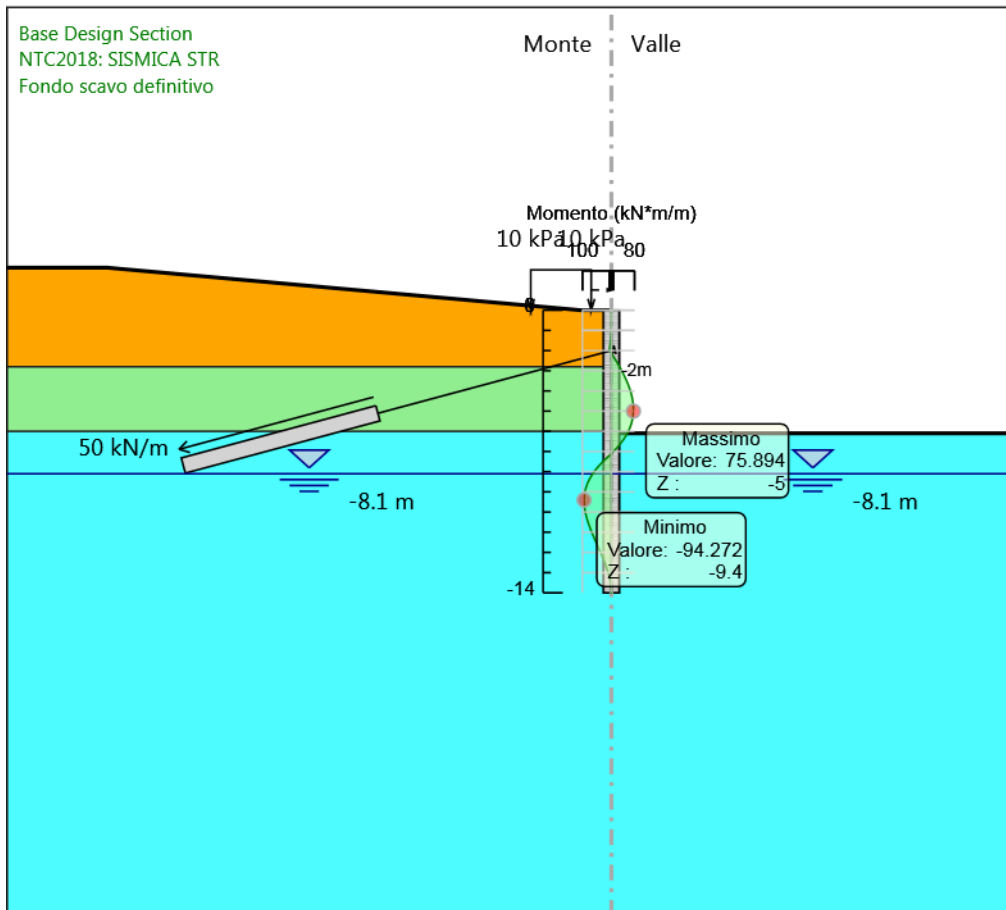 Base Design Section
NTC2018: SISMICA STR
Fondo scavo definitivo
Monte
Valle
Momento (kN*m/m)
10 kPa
10 kPa
100
80
-2m
50 kN/m
Massimo
Valore: 75.894
Z : -5
-8.1 m
-8.1 m
Minimo
Valore: -94.272
Z : -9.4
-14